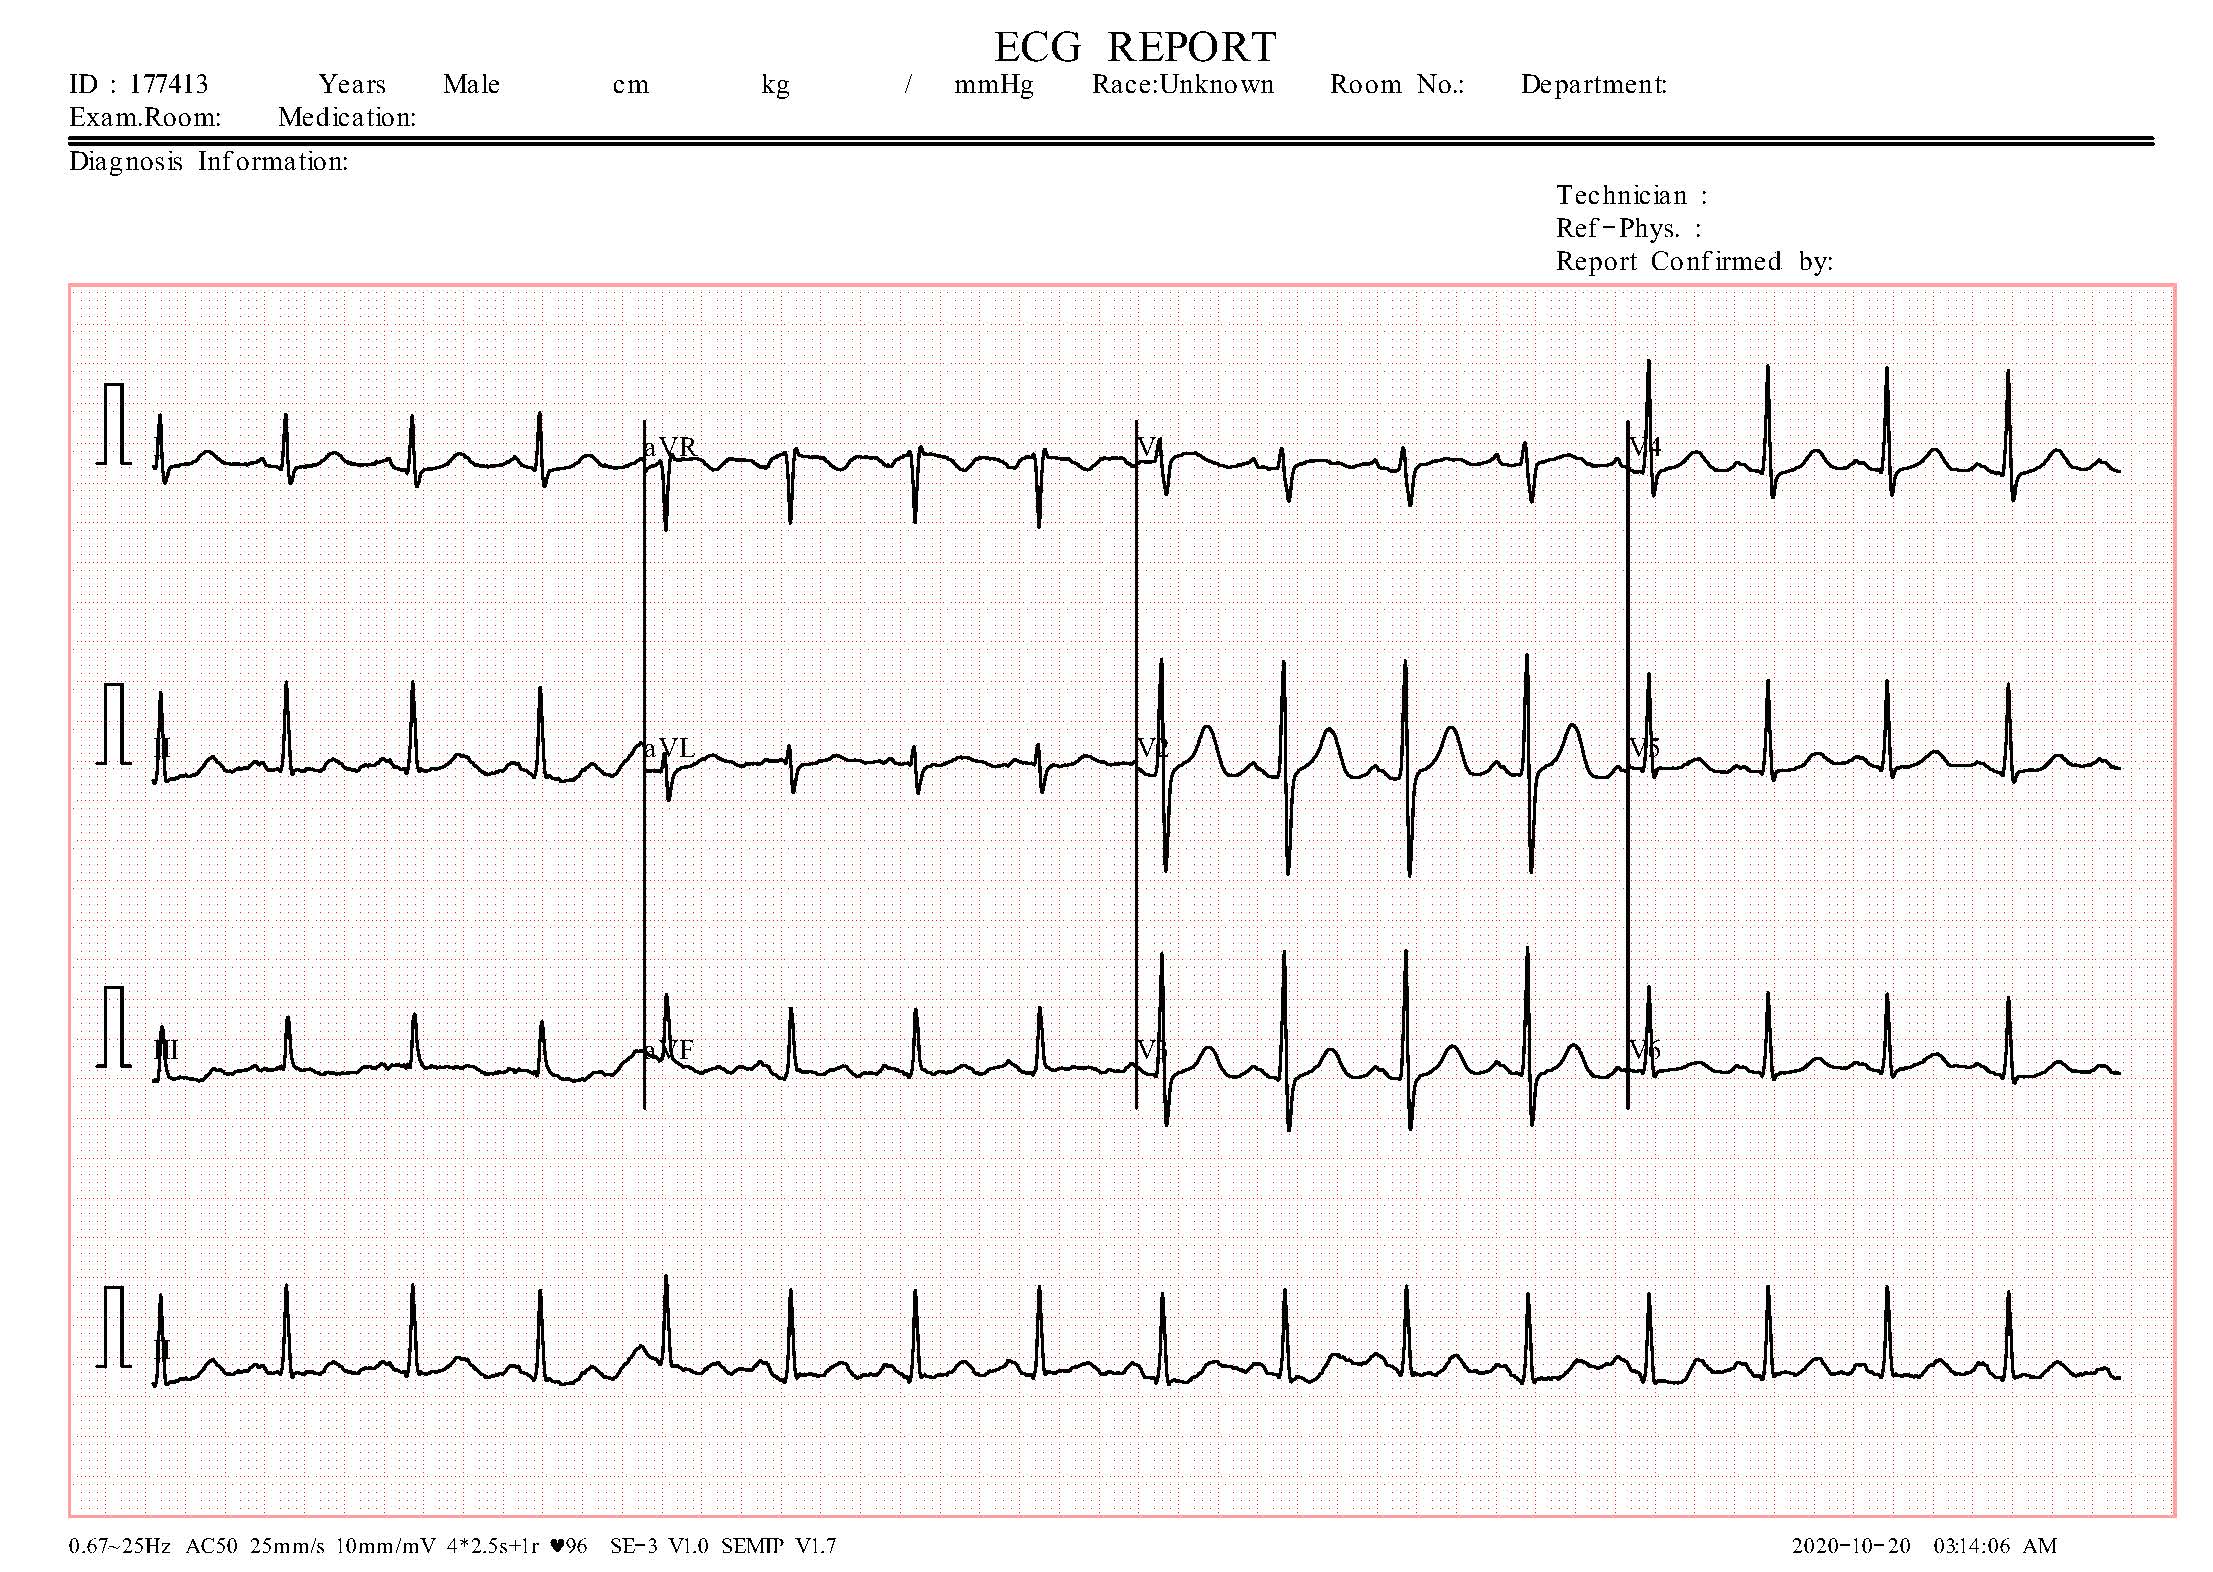 ECG REPORT
ID : 177413 Years Male cm kg / mmHg Race:Unknown Room No.: Department:
Exam.Room: Medication:
Diagnosis Information:
Technician :
Ref-Phys. :
Report Confirmed by:
I aVR V1 V4
II aVL V2 V5
III aVF V3 V6
II
0.67~25Hz AC50 25mm/s 10mm/mV 4*2.5s+1r ♥96 SE-3 V1.0 SEMIP V1.7 2020-10-20 03:14:06 AM